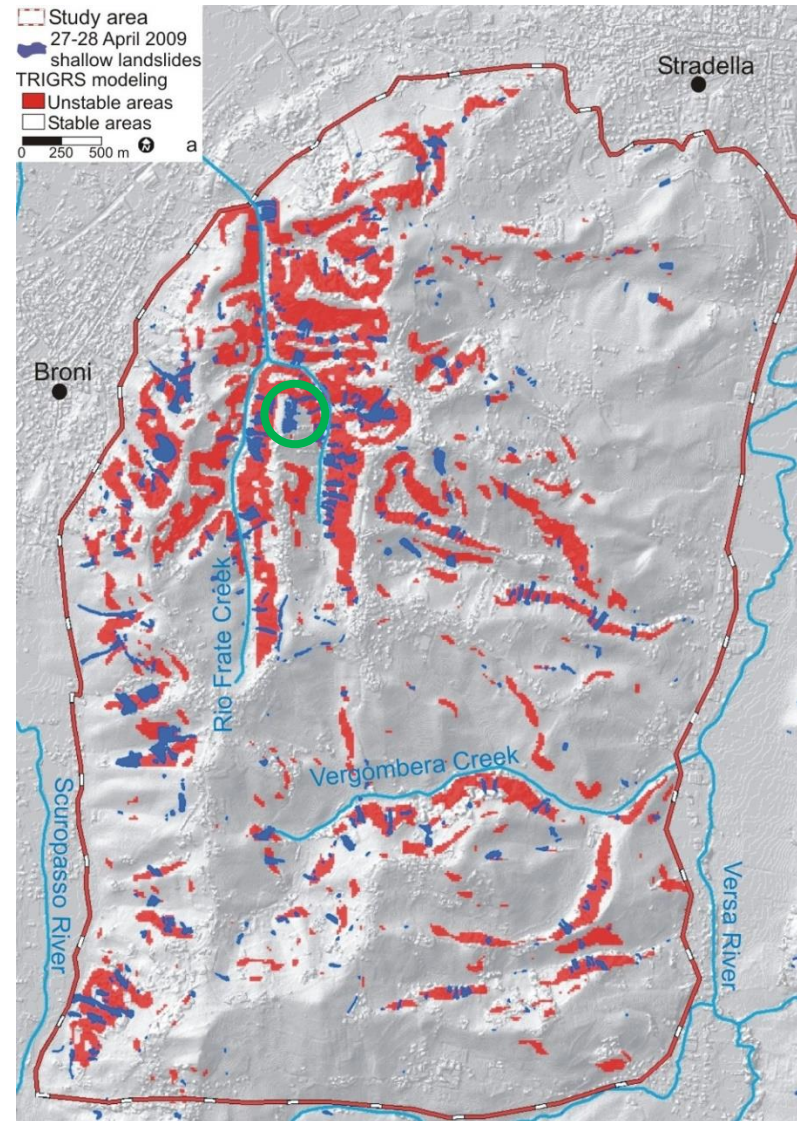 Study area
27-28 April 2009
shallow landslides
TRIGRS modeling
Unstable areas
Stable areas
0 250 500 m
a
Stradella
Broni
Rio Frate Creek
Vergombera Creek
Scuropasso River
Versa River